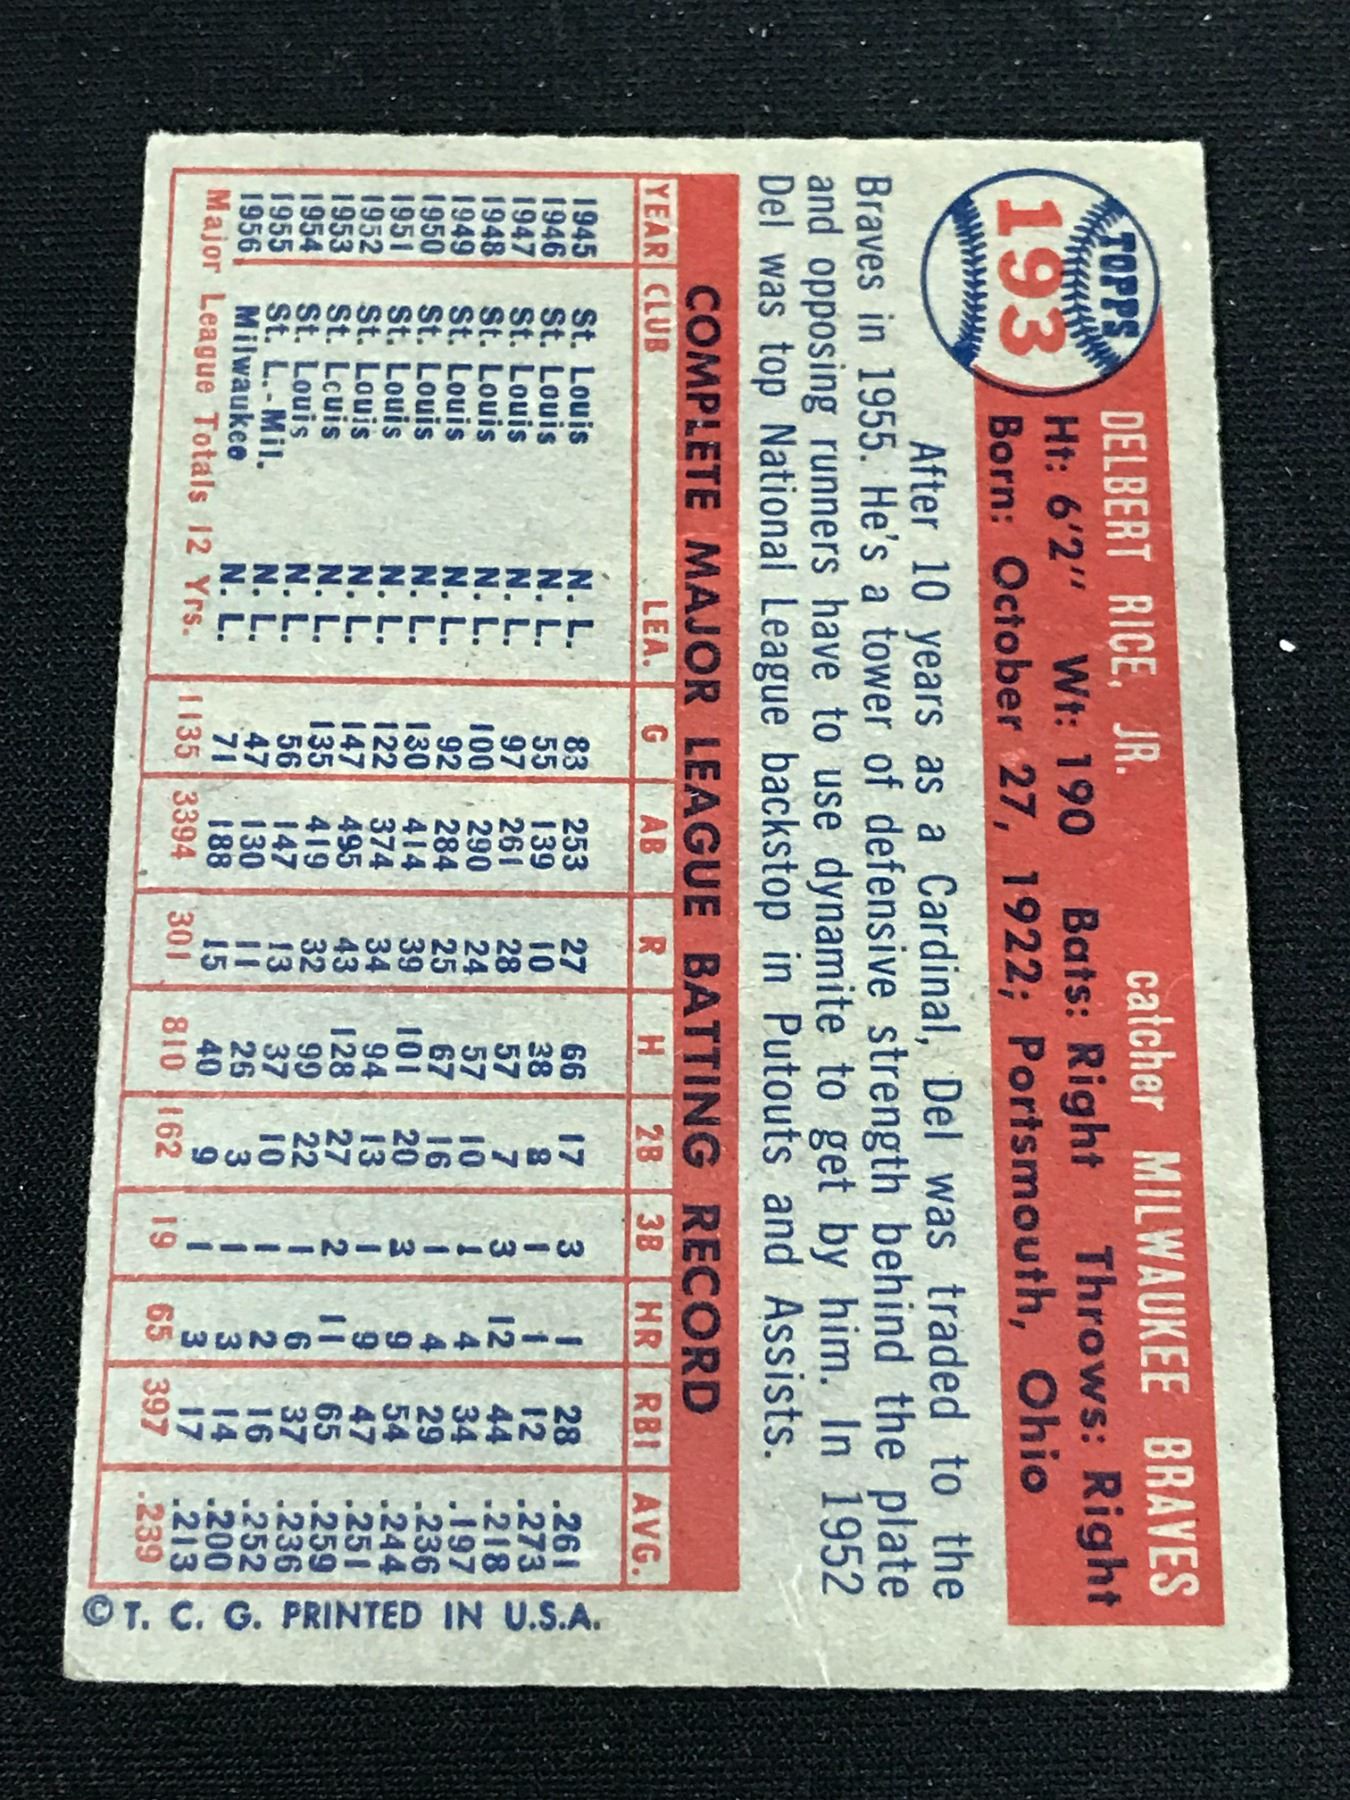 TOPPS
193
DELBERT RICE, JR. catcher MILWAUKEE BRAVES
Ht: 6'2" Wt: 190 Bats: Right Throws: Right
Born: October 27, 1922; Portsmouth, Ohio
After 10 years as a Cardinal, Del was traded to the
Braves in 1955. He's a tower of defensive strength behind the plate
and opposing runners have to use dynamite to get by him. In 1952
Del was top National League backstop in Putouts and Assists.
COMPLETE MAJOR LEAGUE BATTING RECORD
YEAR CLUB LEA. G AB R H 2B 3B HR RBI AVG.
1945 St. Louis N. L. 83 253 27 66 17 3 1 28 .261
1946 St. Louis N. L. 55 139 10 38 8 1 1 12 .273
1947 St. Louis N. L. 97 261 28 57 7 3 12 44 .218
1948 St. Louis N. L. 100 290 24 57 10 1 4 34 .197
1949 St. Louis N. L. 92 284 25 67 16 1 4 29 .236
1950 St. Louis N. L. 130 414 39 101 20 3 9 54 .244
1951 St. Louis N. L. 122 374 34 94 13 1 9 47 .251
1952 St. Louis N. L. 147 495 43 128 27 2 11 65 .259
1953 St. Louis N. L. 135 419 32 99 22 1 6 37 .236
1954 St. Louis N. L. 56 147 13 37 10 1 2 16 .252
1955 St. L.-Mil. N. L. 47 130 11 26 3 1 3 14 .200
1956 Milwaukee N. L. 71 188 15 40 9 1 3 17 .213
Major League Totals 12 Yrs. 1135 3394 301 810 162 19 65 397 .239
© T. C. G. PRINTED IN U.S.A.